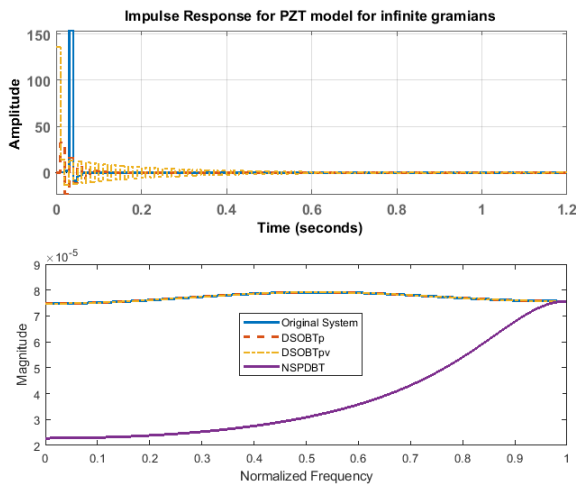 Impulse Response for PZT model for infinite gramians
150
100
50
0
Amplitude
0 0.2 0.4 0.6 0.8 1 1.2
Time (seconds)
×10-5
9
8
7
6
5
4
3
2
Magnitude
Original System
DSOBTp
DSOBTpv
NSPDBT
0 0.1 0.2 0.3 0.4 0.5 0.6 0.7 0.8 0.9 1
Normalized Frequency